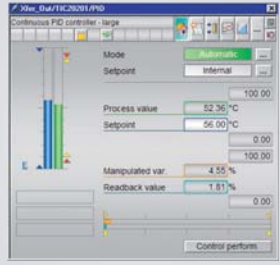 Xfer_Out/TIC20201/PID
Continuous PID controller - large
Mode Automatic ...
Setpoint Internal ...
100.00
Process value 52.36 °C
Setpoint 56.00 °C
0.00
100.00
Manipulated var. 4.55 %
Readback value 1.81 %
0.00
Control perform